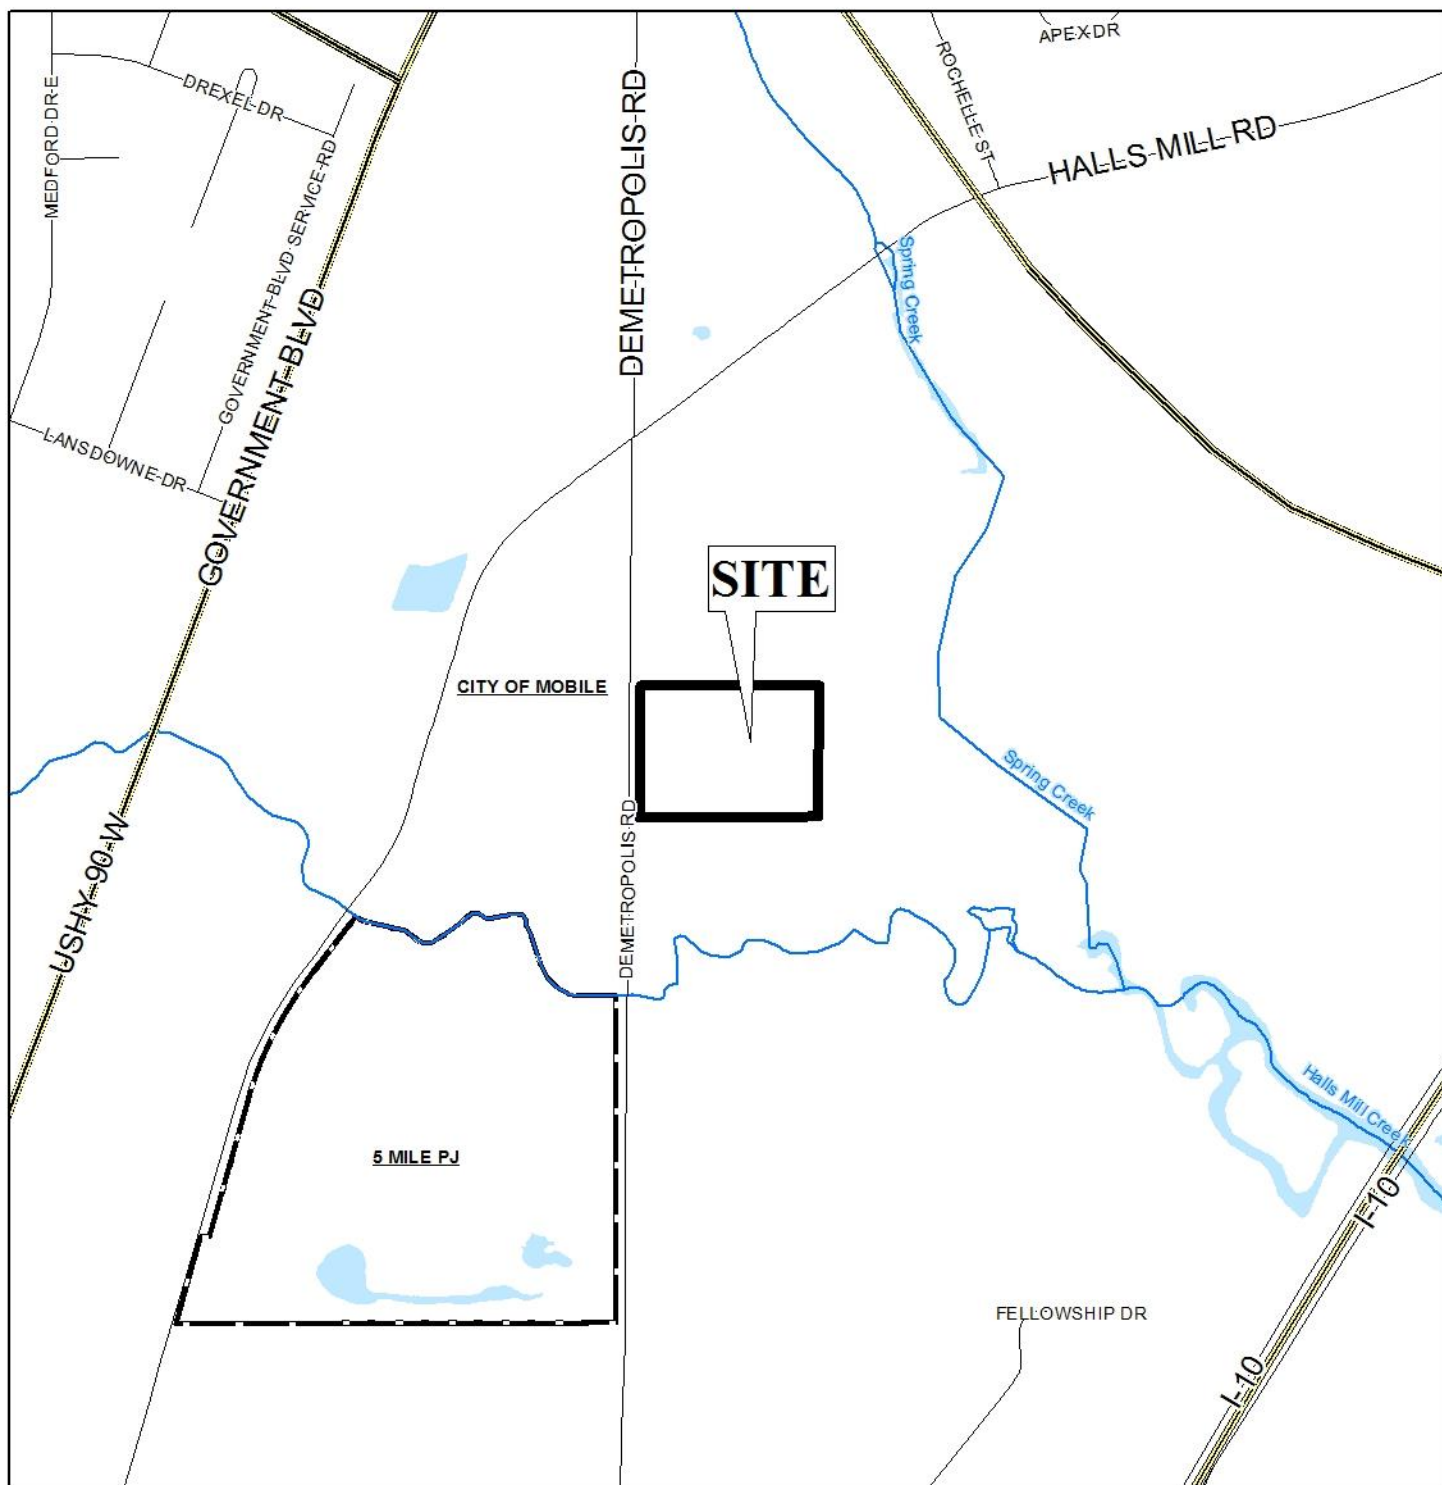 APEX DR
ROCHELLE ST
DREXEL DR
MEDFORD DR E
HALLS MILL RD
DEMETROPOLIS RD
GOVERNMENT BLVD SERVICE RD
Spring Creek
GOVERNMENT BLVD
LANSDOWNE DR
SITE
CITY OF MOBILE
Spring Creek
DEMETROPOLIS RD
USHY 90 W
Halls Mill Creek
5 MILE PJ
I-10
FELLOWSHIP DR
I-10